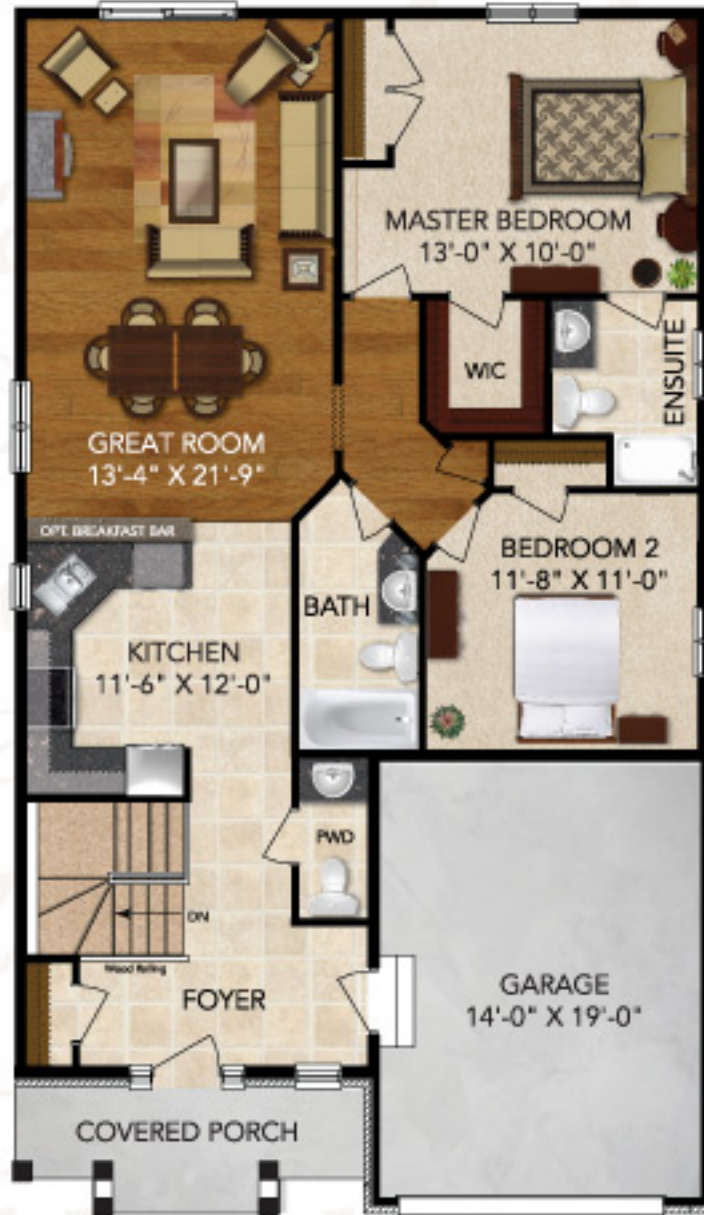 MASTER BEDROOM
13'-0" X 10'-0"
WIC
ENSUITE
GREAT ROOM
13'-4" X 21'-9"
OPT. BREAKFAST BAR
BEDROOM 2
11'-8" X 11'-0"
BATH
KITCHEN
11'-6" X 12'-0"
PWD
DN
Wood Railing
FOYER
GARAGE
14'-0" X 19'-0"
COVERED PORCH